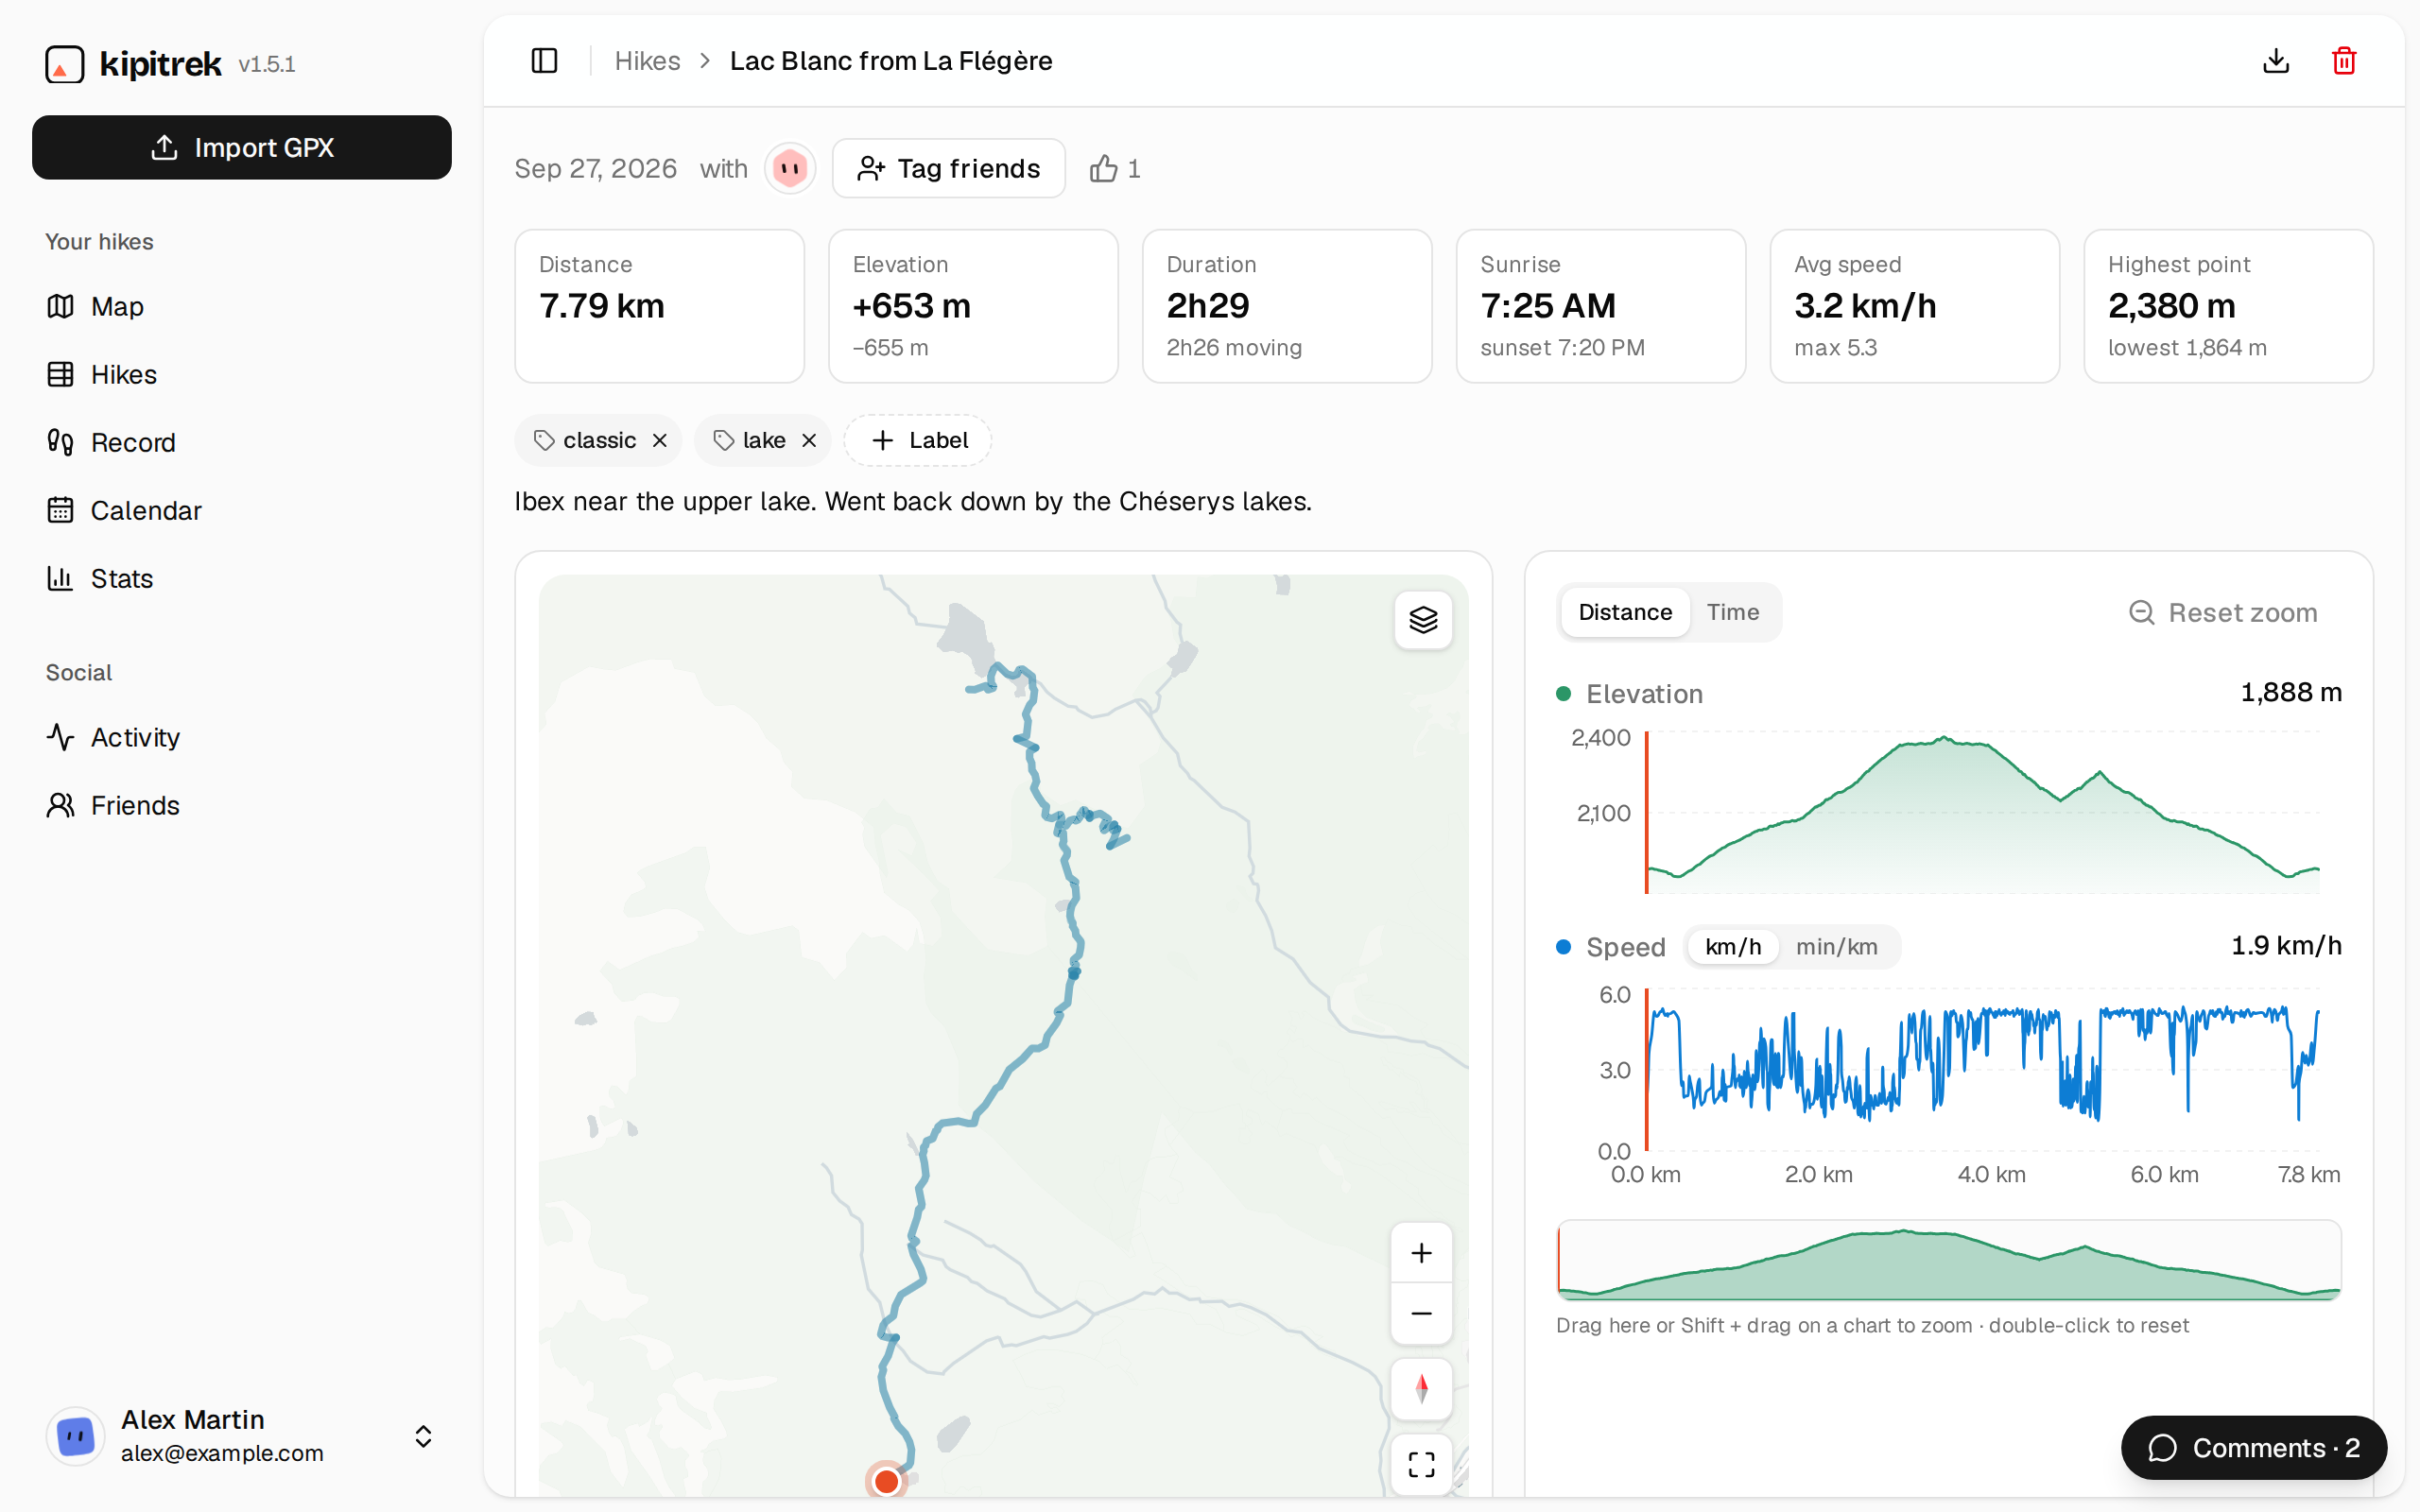 kipitrek v1.5.1
Import GPX
Your hikes
Map
Hikes
Record
Calendar
Stats
Social
Activity
Friends
Alex Martin
alex@example.com
Hikes > Lac Blanc from La Flégère
Sep 27, 2026 with Tag friends 1
Distance
7.79 km
Elevation
+653 m
−655 m
Duration
2h29
2h26 moving
Sunrise
7:25 AM
sunset 7:20 PM
Avg speed
3.2 km/h
max 5.3
Highest point
2,380 m
lowest 1,864 m
classic lake Label
Ibex near the upper lake. Went back down by the Chéserys lakes.
Distance Time Reset zoom
Elevation 1,888 m
2,400
2,100
Speed km/h min/km 1.9 km/h
6.0
3.0
0.0
0.0 km 2.0 km 4.0 km 6.0 km 7.8 km
Drag here or Shift + drag on a chart to zoom · double-click to reset
Comments · 2